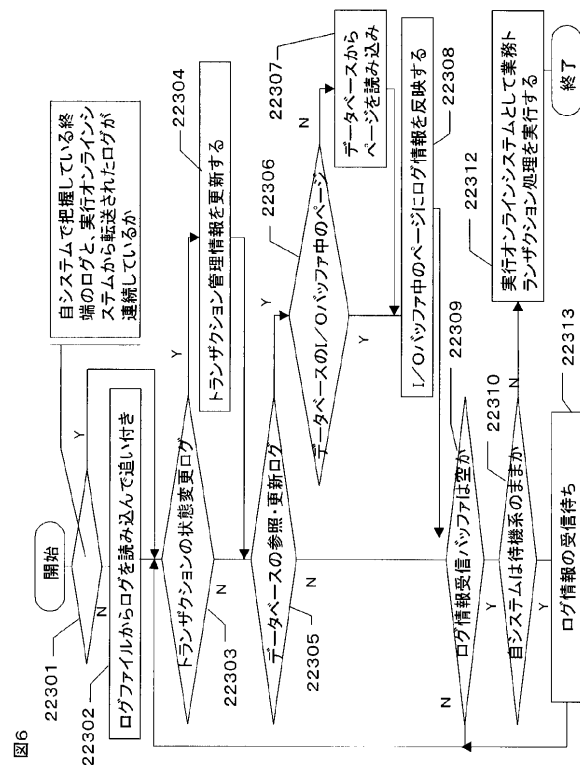 図6
開始
22301
自システムで把握している終
端のログと、実行オンラインシ
ステムから転送されたログが
連続しているか
N
Y
22302
ログファイルからログを読み込んで追い付き
トランザクションの状態変更ログ
22303
N
Y
22304
トランザクション管理情報を更新する
データベースの参照・更新ログ
22305
N
Y
22306
データベースのI/Oバッファ中のページ
N
Y
22307
データベースから
ページを読み込み
22308
I/Oバッファ中のページにログ情報を反映する
22309
ログ情報受信バッファは空か
N
Y
22310
自システムは待機系のままか
N
Y
22312
実行オンラインシステムとして業務ト
ランザクション処理を実行する
22313
ログ情報の受信待ち
終了